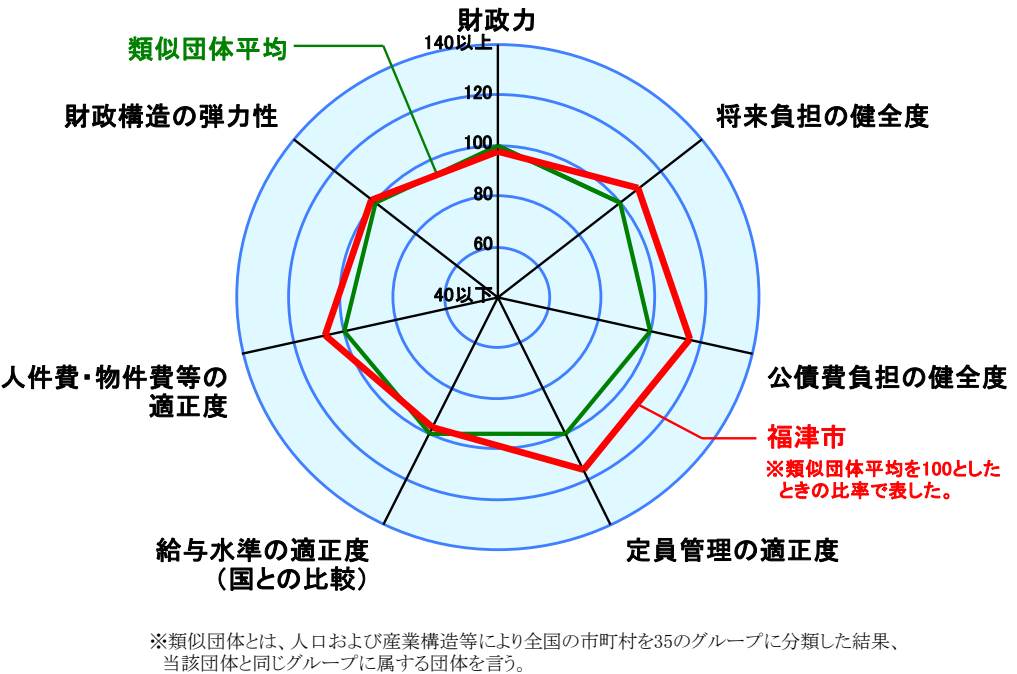 財政力
140以上
類似団体平均
120
財政構造の弾力性
将来負担の健全度
100
80
60
40以下
人件費・物件費等の
適正度
公債費負担の健全度
福津市
※類似団体平均を100とした
ときの比率で表した。
給与水準の適正度
（国との比較）
定員管理の適正度
※類似団体とは、人口および産業構造等により全国の市町村を35のグループに分類した結果、
当該団体と同じグループに属する団体を言う。